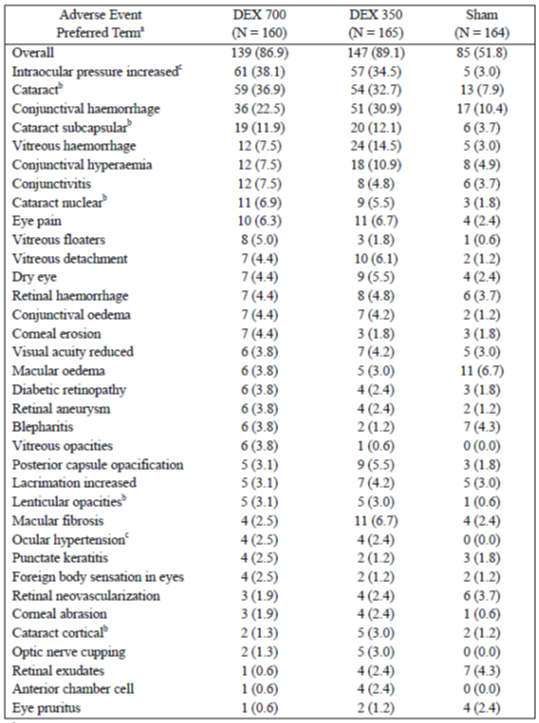 Adverse Event Preferred Termᵃ DEX 700 (N = 160) DEX 350 (N = 165) Sham (N = 164)
Overall 139 (86.9) 147 (89.1) 85 (51.8)
Intraocular pressure increasedᶜ 61 (38.1) 57 (34.5) 5 (3.0)
Cataractᵇ 59 (36.9) 54 (32.7) 13 (7.9)
Conjunctival haemorrhage 36 (22.5) 51 (30.9) 17 (10.4)
Cataract subcapsularᵇ 19 (11.9) 20 (12.1) 6 (3.7)
Vitreous haemorrhage 12 (7.5) 24 (14.5) 5 (3.0)
Conjunctival hyperaemia 12 (7.5) 18 (10.9) 8 (4.9)
Conjunctivitis 12 (7.5) 8 (4.8) 6 (3.7)
Cataract nuclearᵇ 11 (6.9) 9 (5.5) 3 (1.8)
Eye pain 10 (6.3) 11 (6.7) 4 (2.4)
Vitreous floaters 8 (5.0) 3 (1.8) 1 (0.6)
Vitreous detachment 7 (4.4) 10 (6.1) 2 (1.2)
Dry eye 7 (4.4) 9 (5.5) 4 (2.4)
Retinal haemorrhage 7 (4.4) 8 (4.8) 6 (3.7)
Conjunctival oedema 7 (4.4) 7 (4.2) 2 (1.2)
Corneal erosion 7 (4.4) 3 (1.8) 3 (1.8)
Visual acuity reduced 6 (3.8) 7 (4.2) 5 (3.0)
Macular oedema 6 (3.8) 5 (3.0) 11 (6.7)
Diabetic retinopathy 6 (3.8) 4 (2.4) 3 (1.8)
Retinal aneurysm 6 (3.8) 4 (2.4) 2 (1.2)
Blepharitis 6 (3.8) 2 (1.2) 7 (4.3)
Vitreous opacities 6 (3.8) 1 (0.6) 0 (0.0)
Posterior capsule opacification 5 (3.1) 9 (5.5) 3 (1.8)
Lacrimation increased 5 (3.1) 7 (4.2) 5 (3.0)
Lenticular opacitiesᵇ 5 (3.1) 5 (3.0) 1 (0.6)
Macular fibrosis 4 (2.5) 11 (6.7) 4 (2.4)
Ocular hypertensionᶜ 4 (2.5) 4 (2.4) 0 (0.0)
Punctate keratitis 4 (2.5) 2 (1.2) 3 (1.8)
Foreign body sensation in eyes 4 (2.5) 2 (1.2) 2 (1.2)
Retinal neovascularization 3 (1.9) 4 (2.4) 6 (3.7)
Corneal abrasion 3 (1.9) 4 (2.4) 1 (0.6)
Cataract corticalᵇ 2 (1.3) 5 (3.0) 2 (1.2)
Optic nerve cupping 2 (1.3) 5 (3.0) 0 (0.0)
Retinal exudates 1 (0.6) 4 (2.4) 7 (4.3)
Anterior chamber cell 1 (0.6) 4 (2.4) 0 (0.0)
Eye pruritus 1 (0.6) 2 (1.2) 4 (2.4)